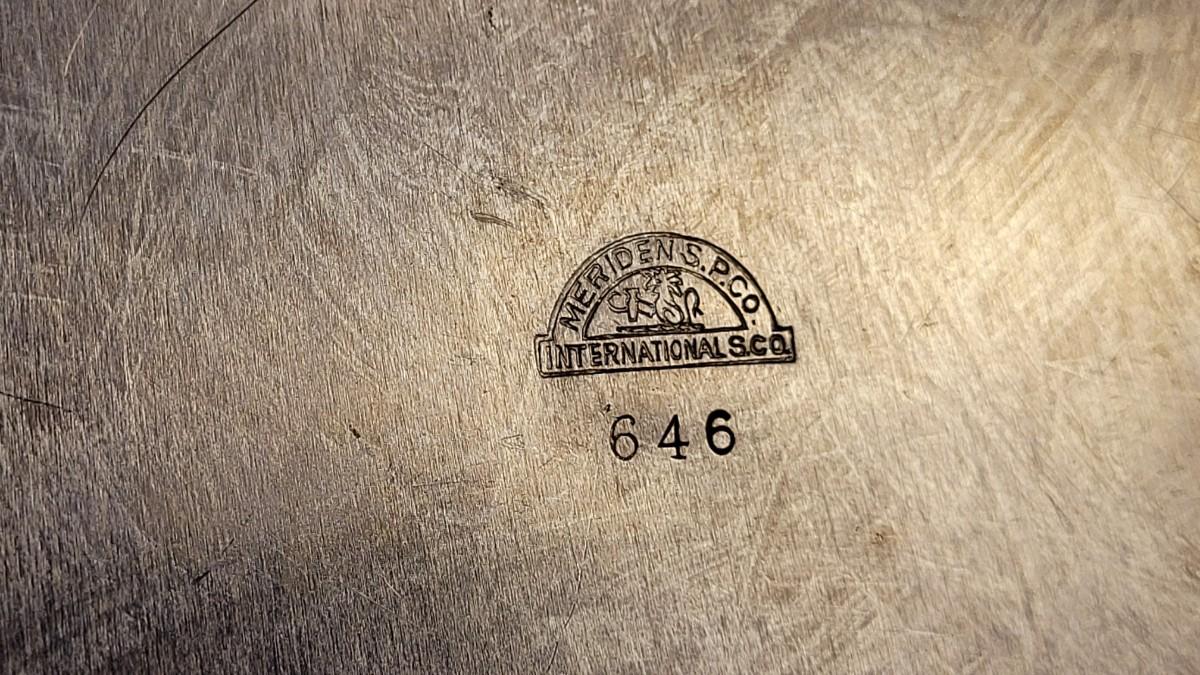 MERIDEN S.P.CO.
INTERNATIONAL S.CO.
646